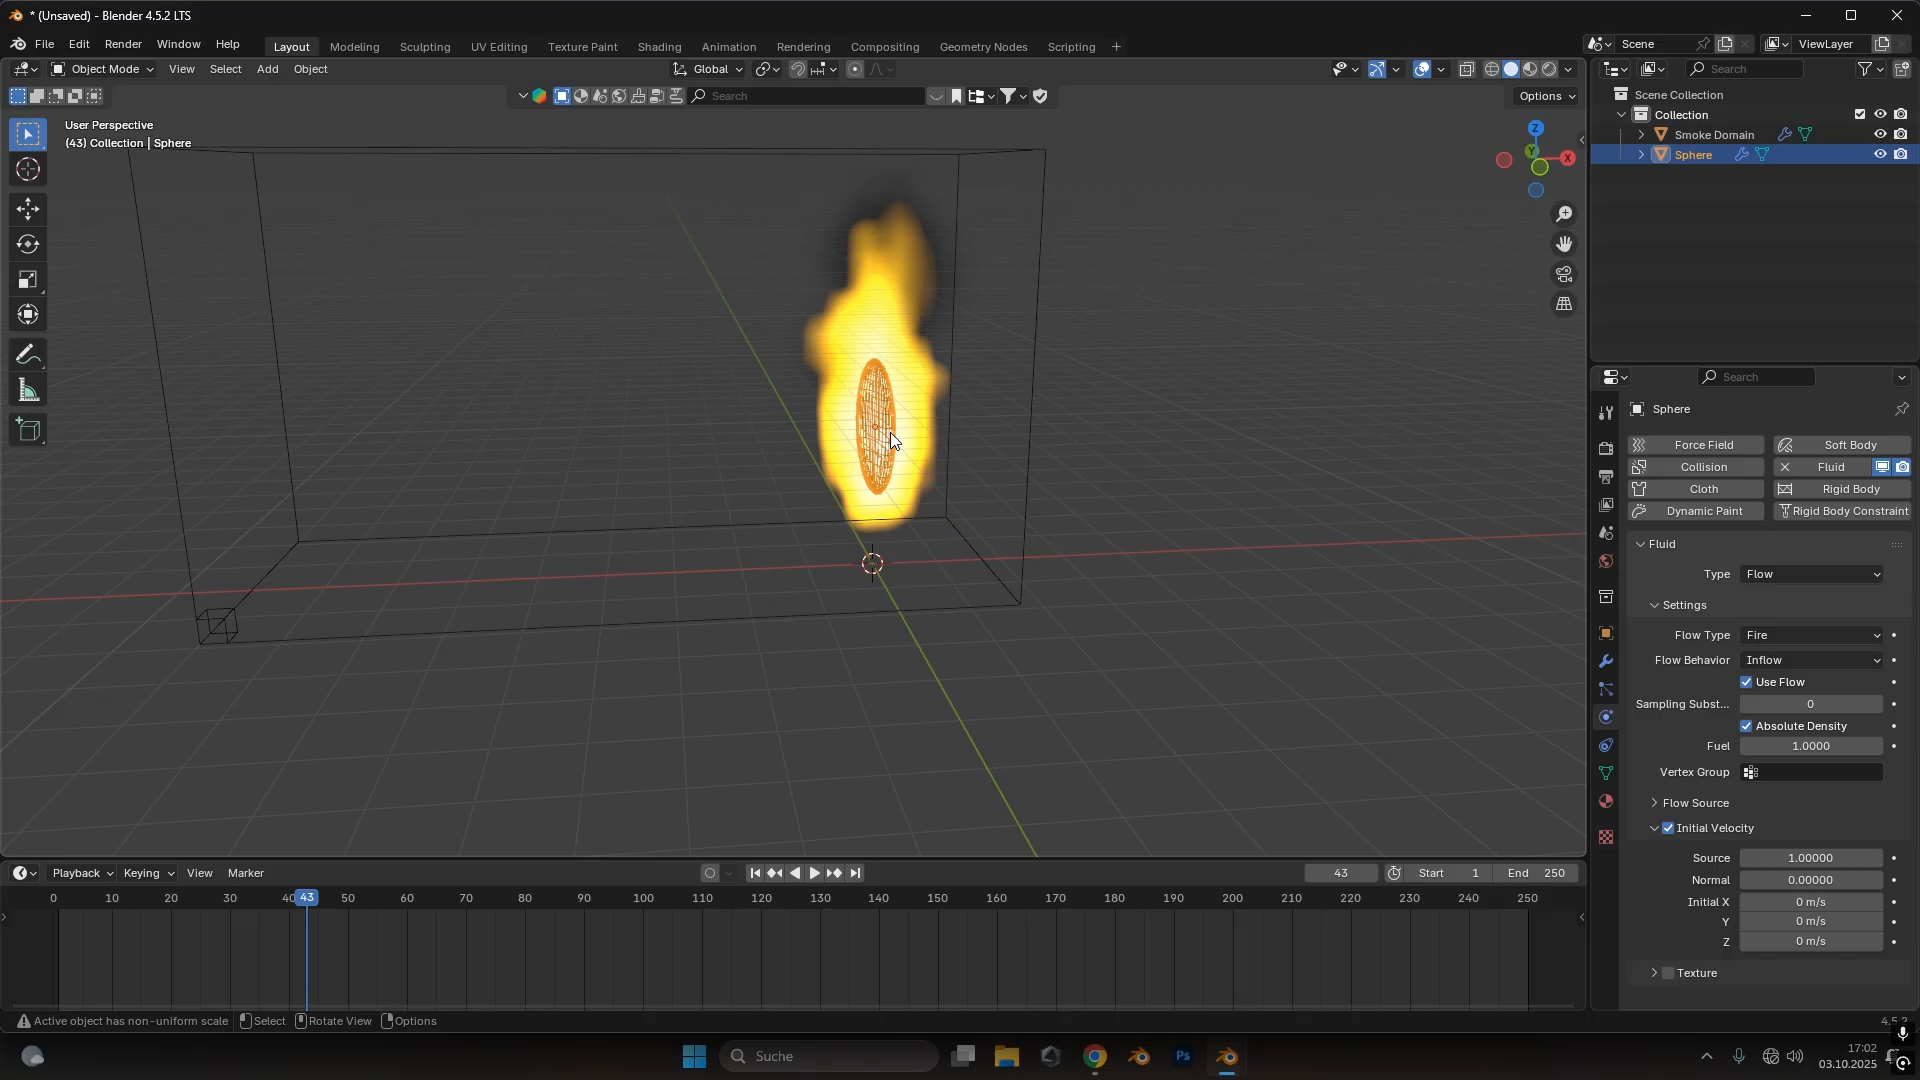 * (Unsaved) - Blender 4.5.2 LTS
File Edit Render Window Help Layout Modeling Sculpting UV Editing Texture Paint Shading Animation Rendering Compositing Geometry Nodes Scripting + Scene ViewLayer
Object Mode View Select Add Object Global Search
Search Options
User Perspective
(43) Collection | Sphere
Z
Y
X
Scene Collection
Collection
Smoke Domain
Sphere
Search
Sphere
Force Field Soft Body
Collision Fluid
Cloth Rigid Body
Dynamic Paint Rigid Body Constraint
Fluid
Type Flow
Settings
Flow Type Fire
Flow Behavior Inflow
Use Flow
Sampling Subst... 0
Absolute Density
Fuel 1.0000
Vertex Group
Flow Source
Initial Velocity
Source 1.00000
Normal 0.00000
Initial X 0 m/s
Y 0 m/s
Z 0 m/s
Texture
Playback Keying View Marker 43 Start 1 End 250
0 10 20 30 40 43 50 60 70 80 90 100 110 120 130 140 150 160 170 180 190 200 210 220 230 240 250
Active object has non-uniform scale Select Rotate View Options
4.5.2
Suche
Ps
17:02
03.10.2025